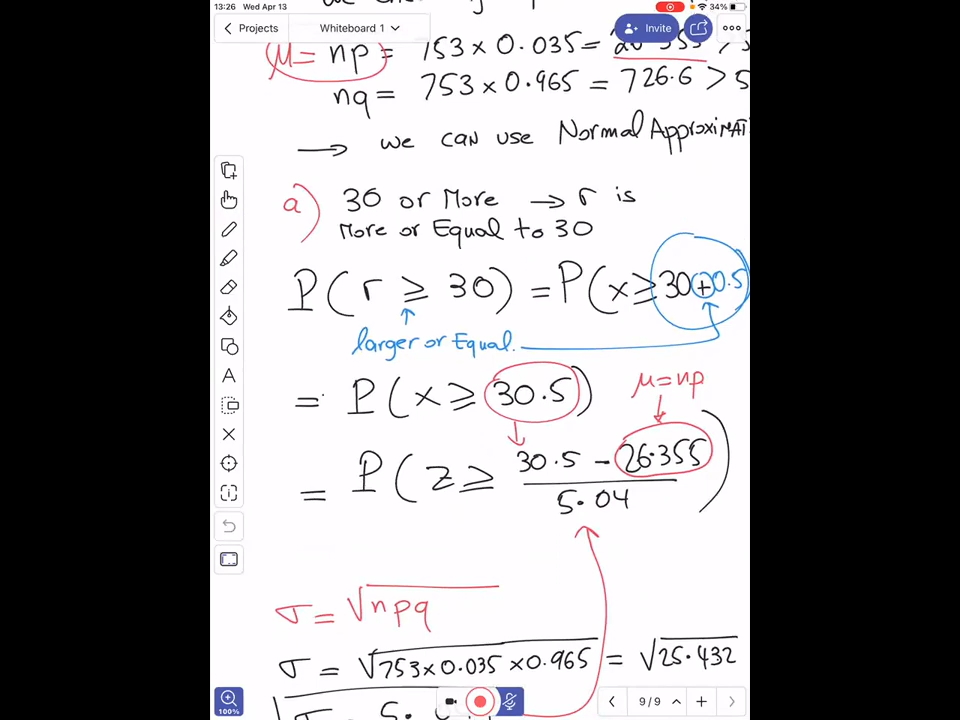 13:26 Wed Apr 13
34%
Projects
Whiteboard 1
Invite
μ = np = 753 × 0.035 =
nq = 753 × 0.965 = 726.6 > 5
→ we can use Normal Approximat
a) 30 or More → r is
More or Equal to 30
P( r ≥ 30) = P( x ≥ 30 + 0.5
larger or Equal.
= P( x ≥ 30.5)
μ = np
= P( z ≥ 30.5 - 26.355 / 5.04 )
σ = √npq
σ = √753×0.035×0.965 = √25.432
A
100%
9/9